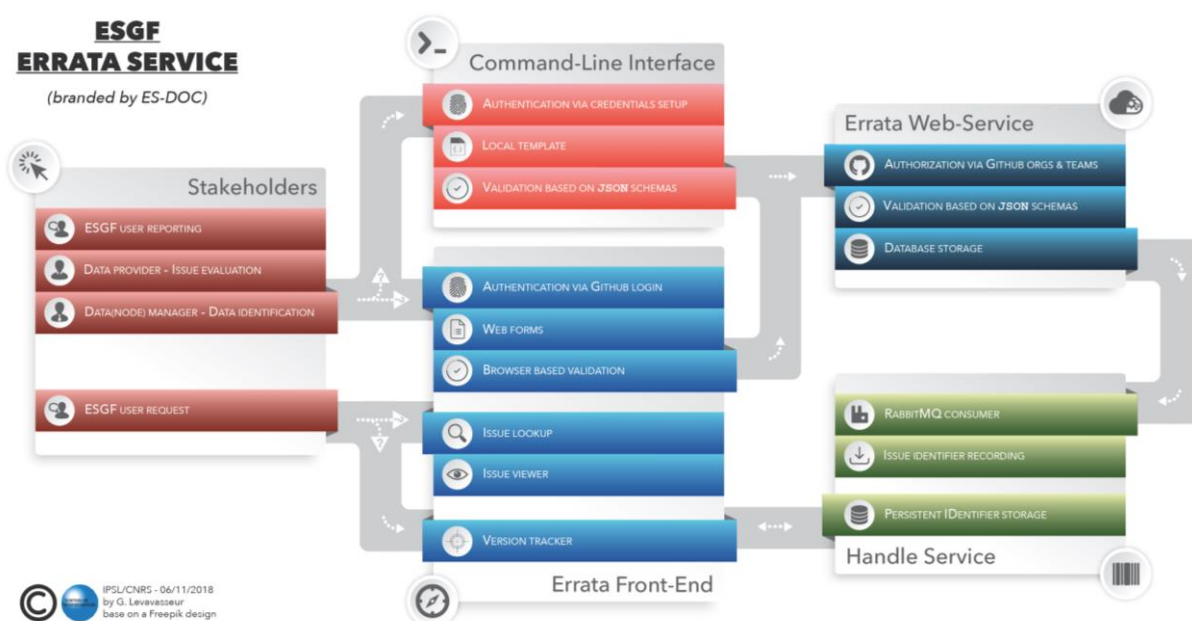 ESGF
ERRATA SERVICE
(branded by ES-DOC)
Stakeholders
ESGF USER REPORTING
DATA PROVIDER - ISSUE EVALUATION
DATA(NODE) MANAGER - DATA IDENTIFICATION
ESGF USER REQUEST
Command-Line Interface
AUTHENTICATION VIA CREDENTIALS SETUP
LOCAL TEMPLATE
VALIDATION BASED ON JSON SCHEMAS
AUTHENTICATION VIA GITHUB LOGIN
WEB FORMS
BROWSER BASED VALIDATION
ISSUE LOOKUP
ISSUE VIEWER
VERSION TRACKER
Errata Front-End
Errata Web-Service
AUTHORIZATION VIA GITHUB ORGS & TEAMS
VALIDATION BASED ON JSON SCHEMAS
DATABASE STORAGE
RABBITMQ CONSUMER
ISSUE IDENTIFIER RECORDING
PERSISTENT IDENTIFIER STORAGE
Handle Service
?
?
©
IPSL/CNRS - 06/11/2018
by G. Levavasseur
base on a Freepik design